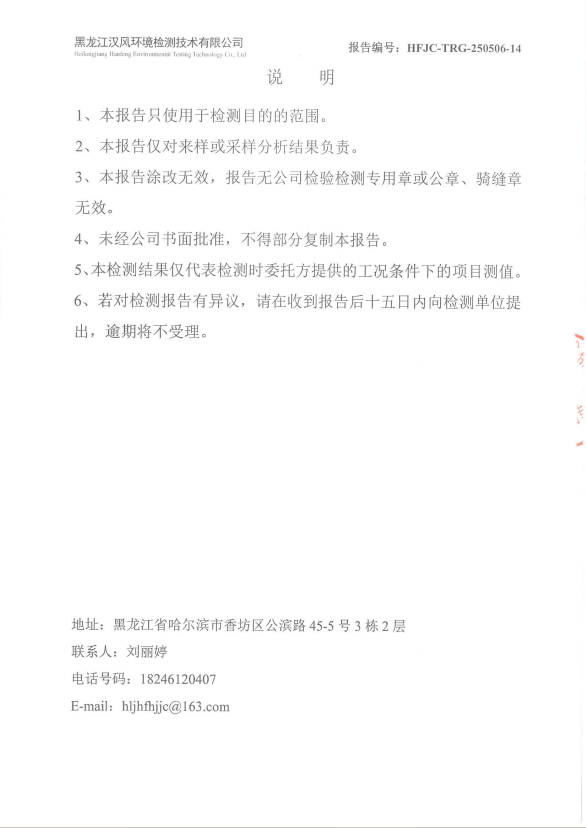 黑龙江汉风环境检测技术有限公司
Heilongjiang Hanfeng Environmental Testing Technology Co., Ltd
报告编号：HFJC-TRG-250506-14
说 明
1、本报告只使用于检测目的的范围。
2、本报告仅对来样或采样分析结果负责。
3、本报告涂改无效，报告无公司检验检测专用章或公章、骑缝章
无效。
4、未经公司书面批准，不得部分复制本报告。
5、本检测结果仅代表检测时委托方提供的工况条件下的项目测值。
6、若对检测报告有异议，请在收到报告后十五日内向检测单位提
出，逾期将不受理。
地址：黑龙江省哈尔滨市香坊区公滨路 45-5 号 3 栋 2 层
联系人：刘丽婷
电话号码：18246120407
E-mail：hljhfhjjc@163.com